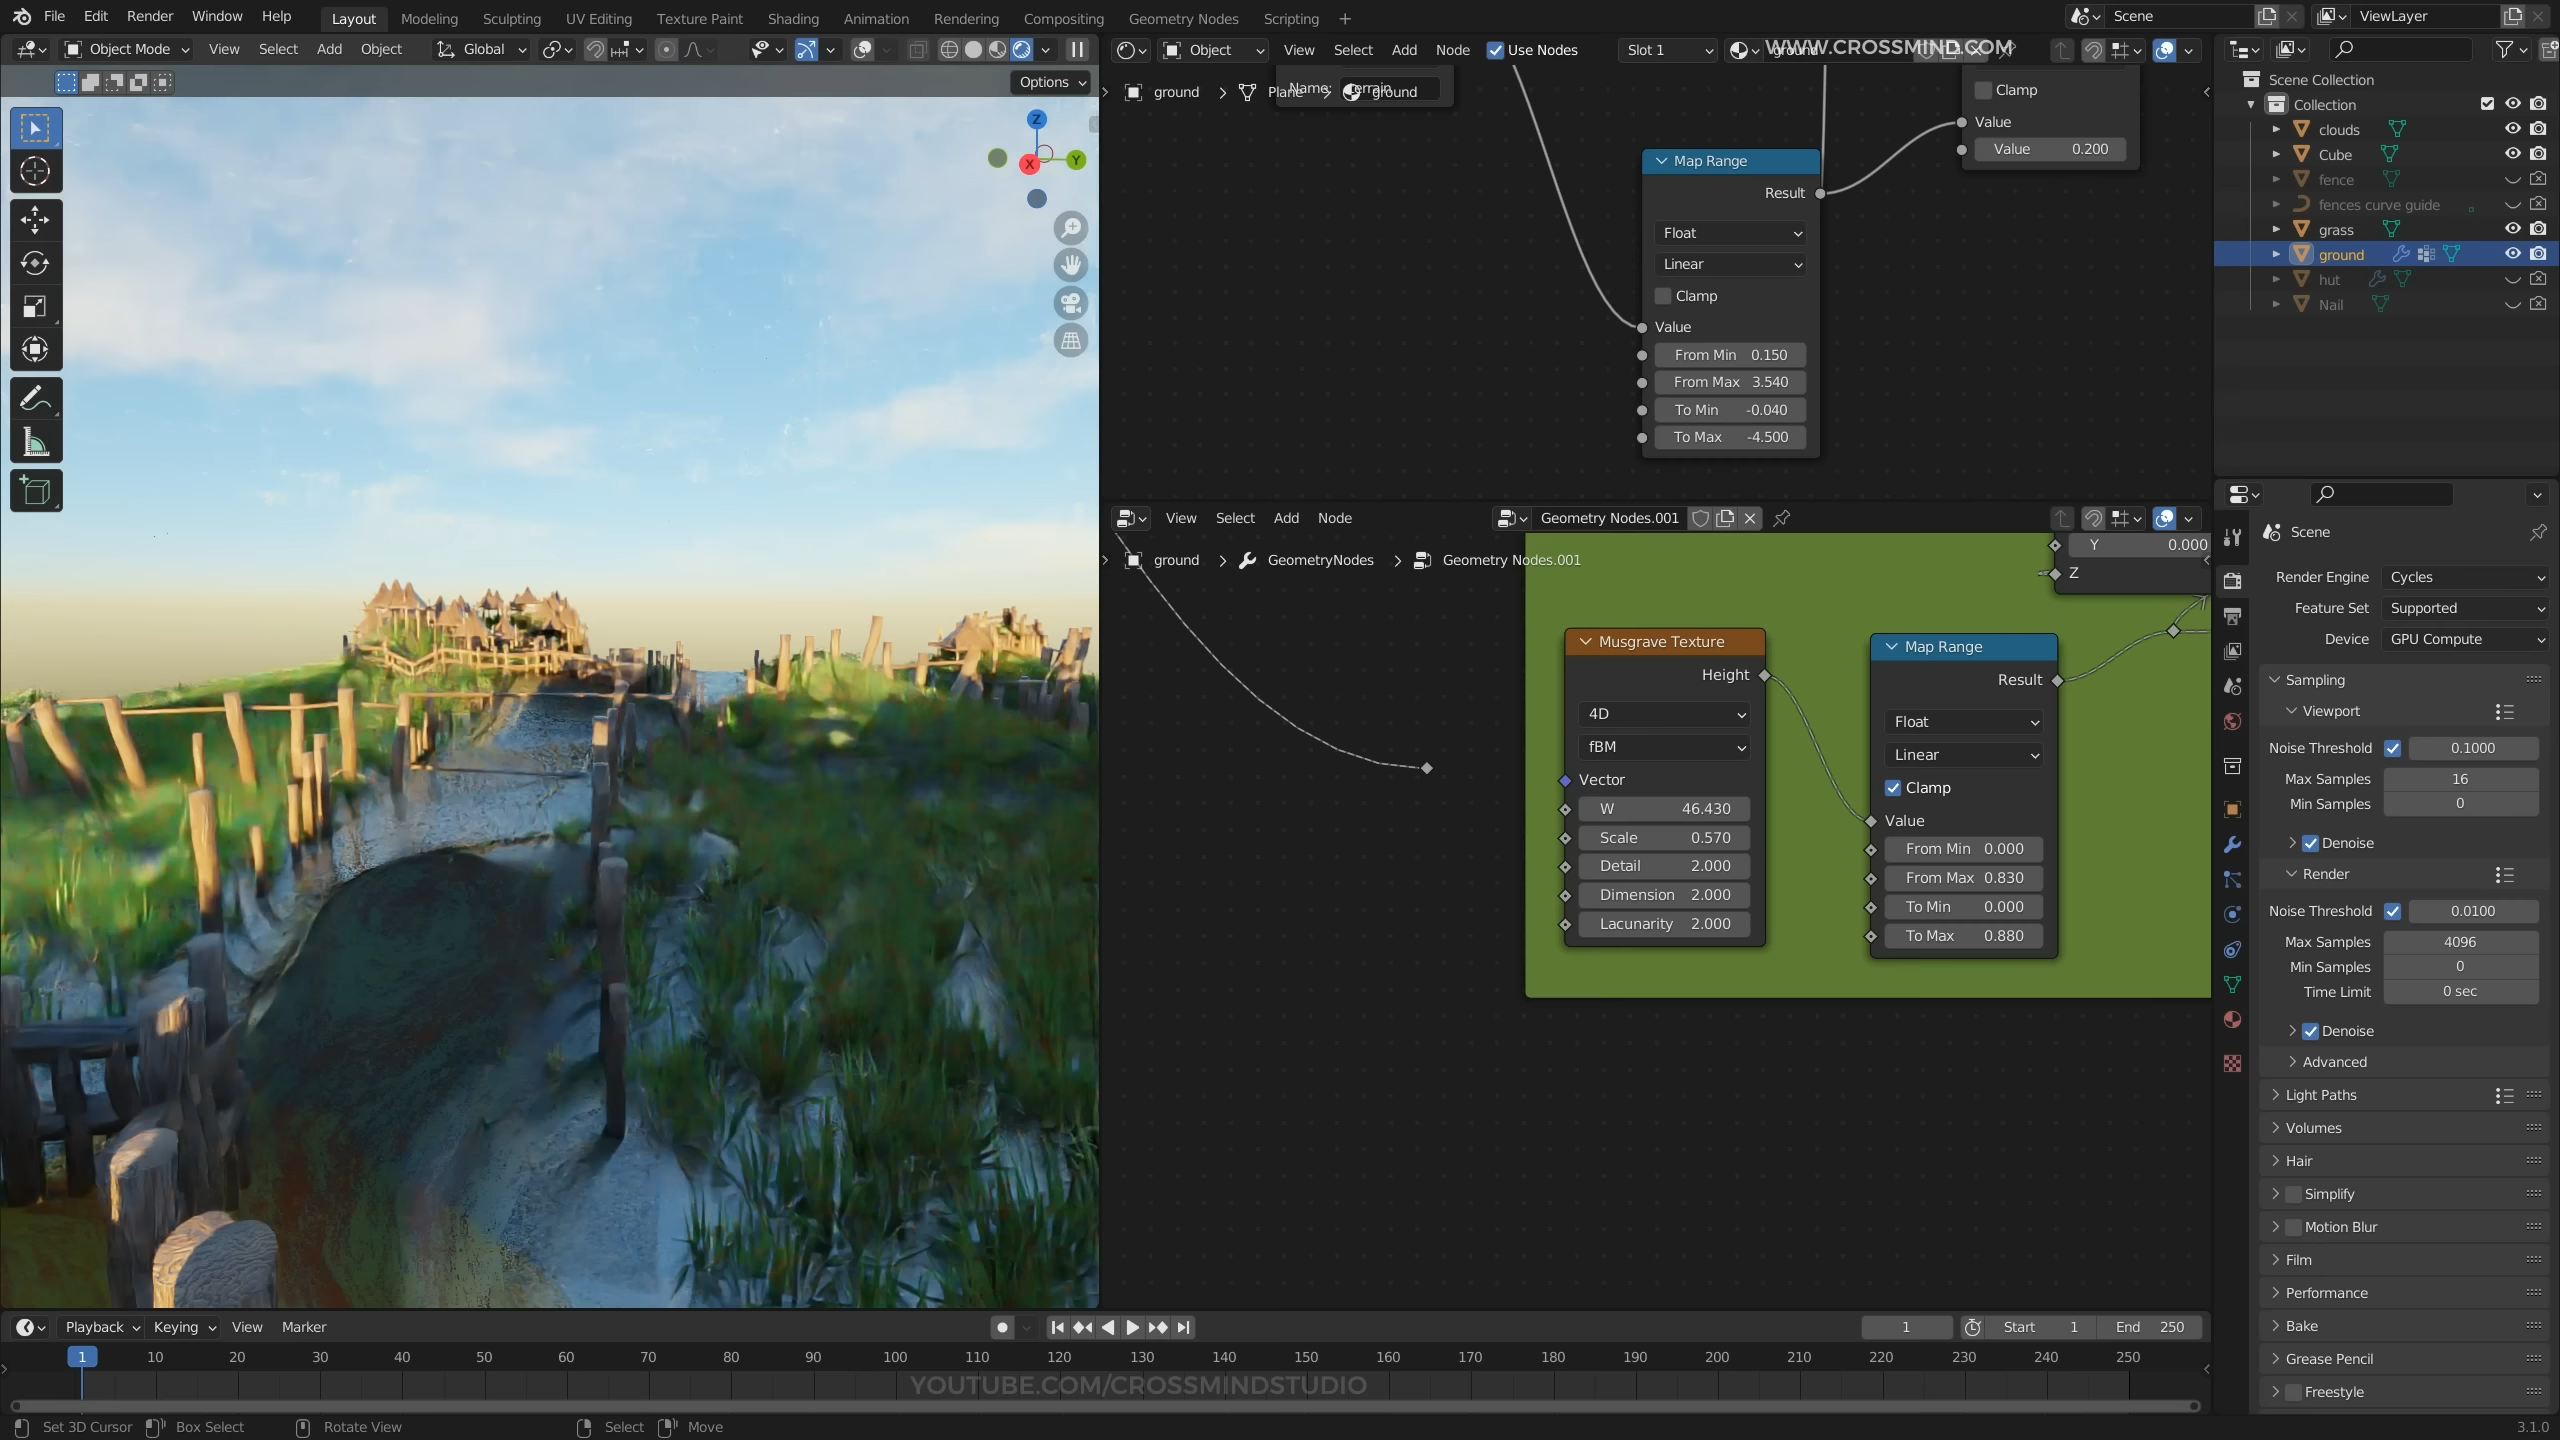 File Edit Render Window Help Layout Modeling Sculpting UV Editing Texture Paint Shading Animation Rendering Compositing Geometry Nodes Scripting + Scene ViewLayer
Object Mode View Select Add Object Global
Options
Object View Select Add Node Use Nodes Slot 1 ground
WWW.CROSSMIND.COM
ground > Plane > ground
Name: terrain
Clamp
Value
Value 0.200
Map Range
Result
Float
Linear
Clamp
Value
From Min 0.150
From Max 3.540
To Min -0.040
To Max -4.500
Z
X
Y
View Select Add Node Geometry Nodes.001
ground > GeometryNodes > Geometry Nodes.001
Y 0.000
Z
Musgrave Texture
Height
4D
fBM
Vector
W 46.430
Scale 0.570
Detail 2.000
Dimension 2.000
Lacunarity 2.000
Map Range
Result
Float
Linear
Clamp
Value
From Min 0.000
From Max 0.830
To Min 0.000
To Max 0.880
Scene Collection
Collection
clouds
Cube
fence
fences curve guide
grass
ground
hut
Nail
Scene
Render Engine Cycles
Feature Set Supported
Device GPU Compute
Sampling
Viewport
Noise Threshold 0.1000
Max Samples 16
Min Samples 0
Denoise
Render
Noise Threshold 0.0100
Max Samples 4096
Min Samples 0
Time Limit 0 sec
Denoise
Advanced
Light Paths
Volumes
Hair
Simplify
Motion Blur
Film
Performance
Bake
Grease Pencil
Freestyle
Playback Keying View Marker 1 Start 1 End 250
1 10 20 30 40 50 60 70 80 90 100 110 120 130 140 150 160 170 180 190 200 210 220 230 240 250
YOUTUBE.COM/CROSSMINDSTUDIO
Set 3D Cursor Box Select Rotate View Select Move 3.1.0